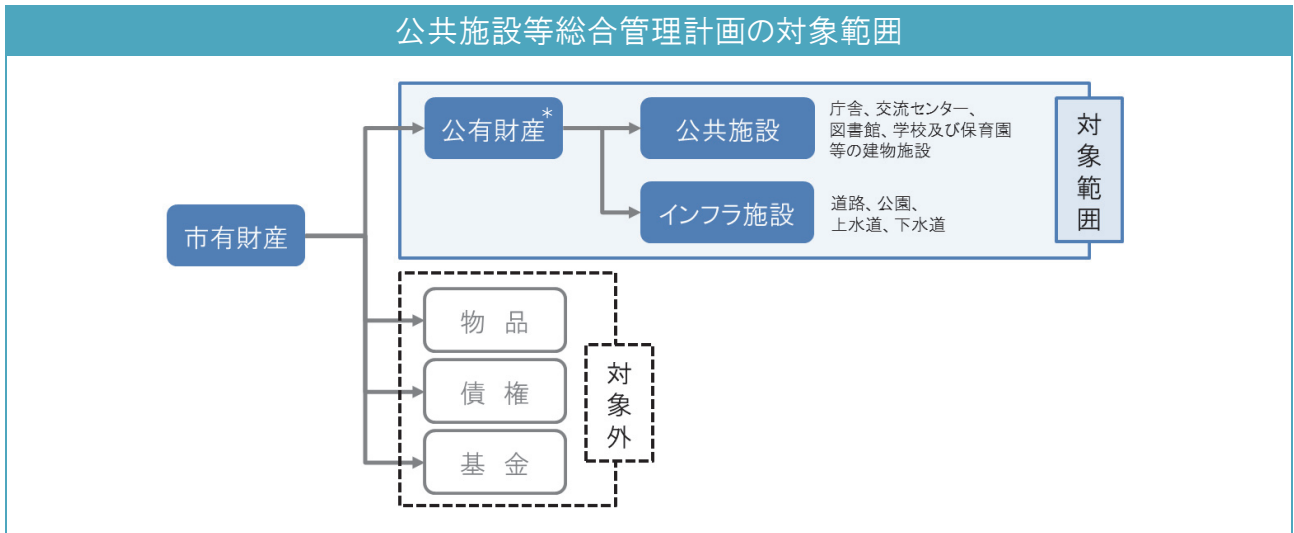 公共施設等総合管理計画の対象範囲
公有財産*
公共施設
庁舎、交流センター、
図書館、学校及び保育園
等の建物施設
対象範囲
インフラ施設
道路、公園、
上水道、下水道
市有財産
物 品
債 権
基 金
対象外